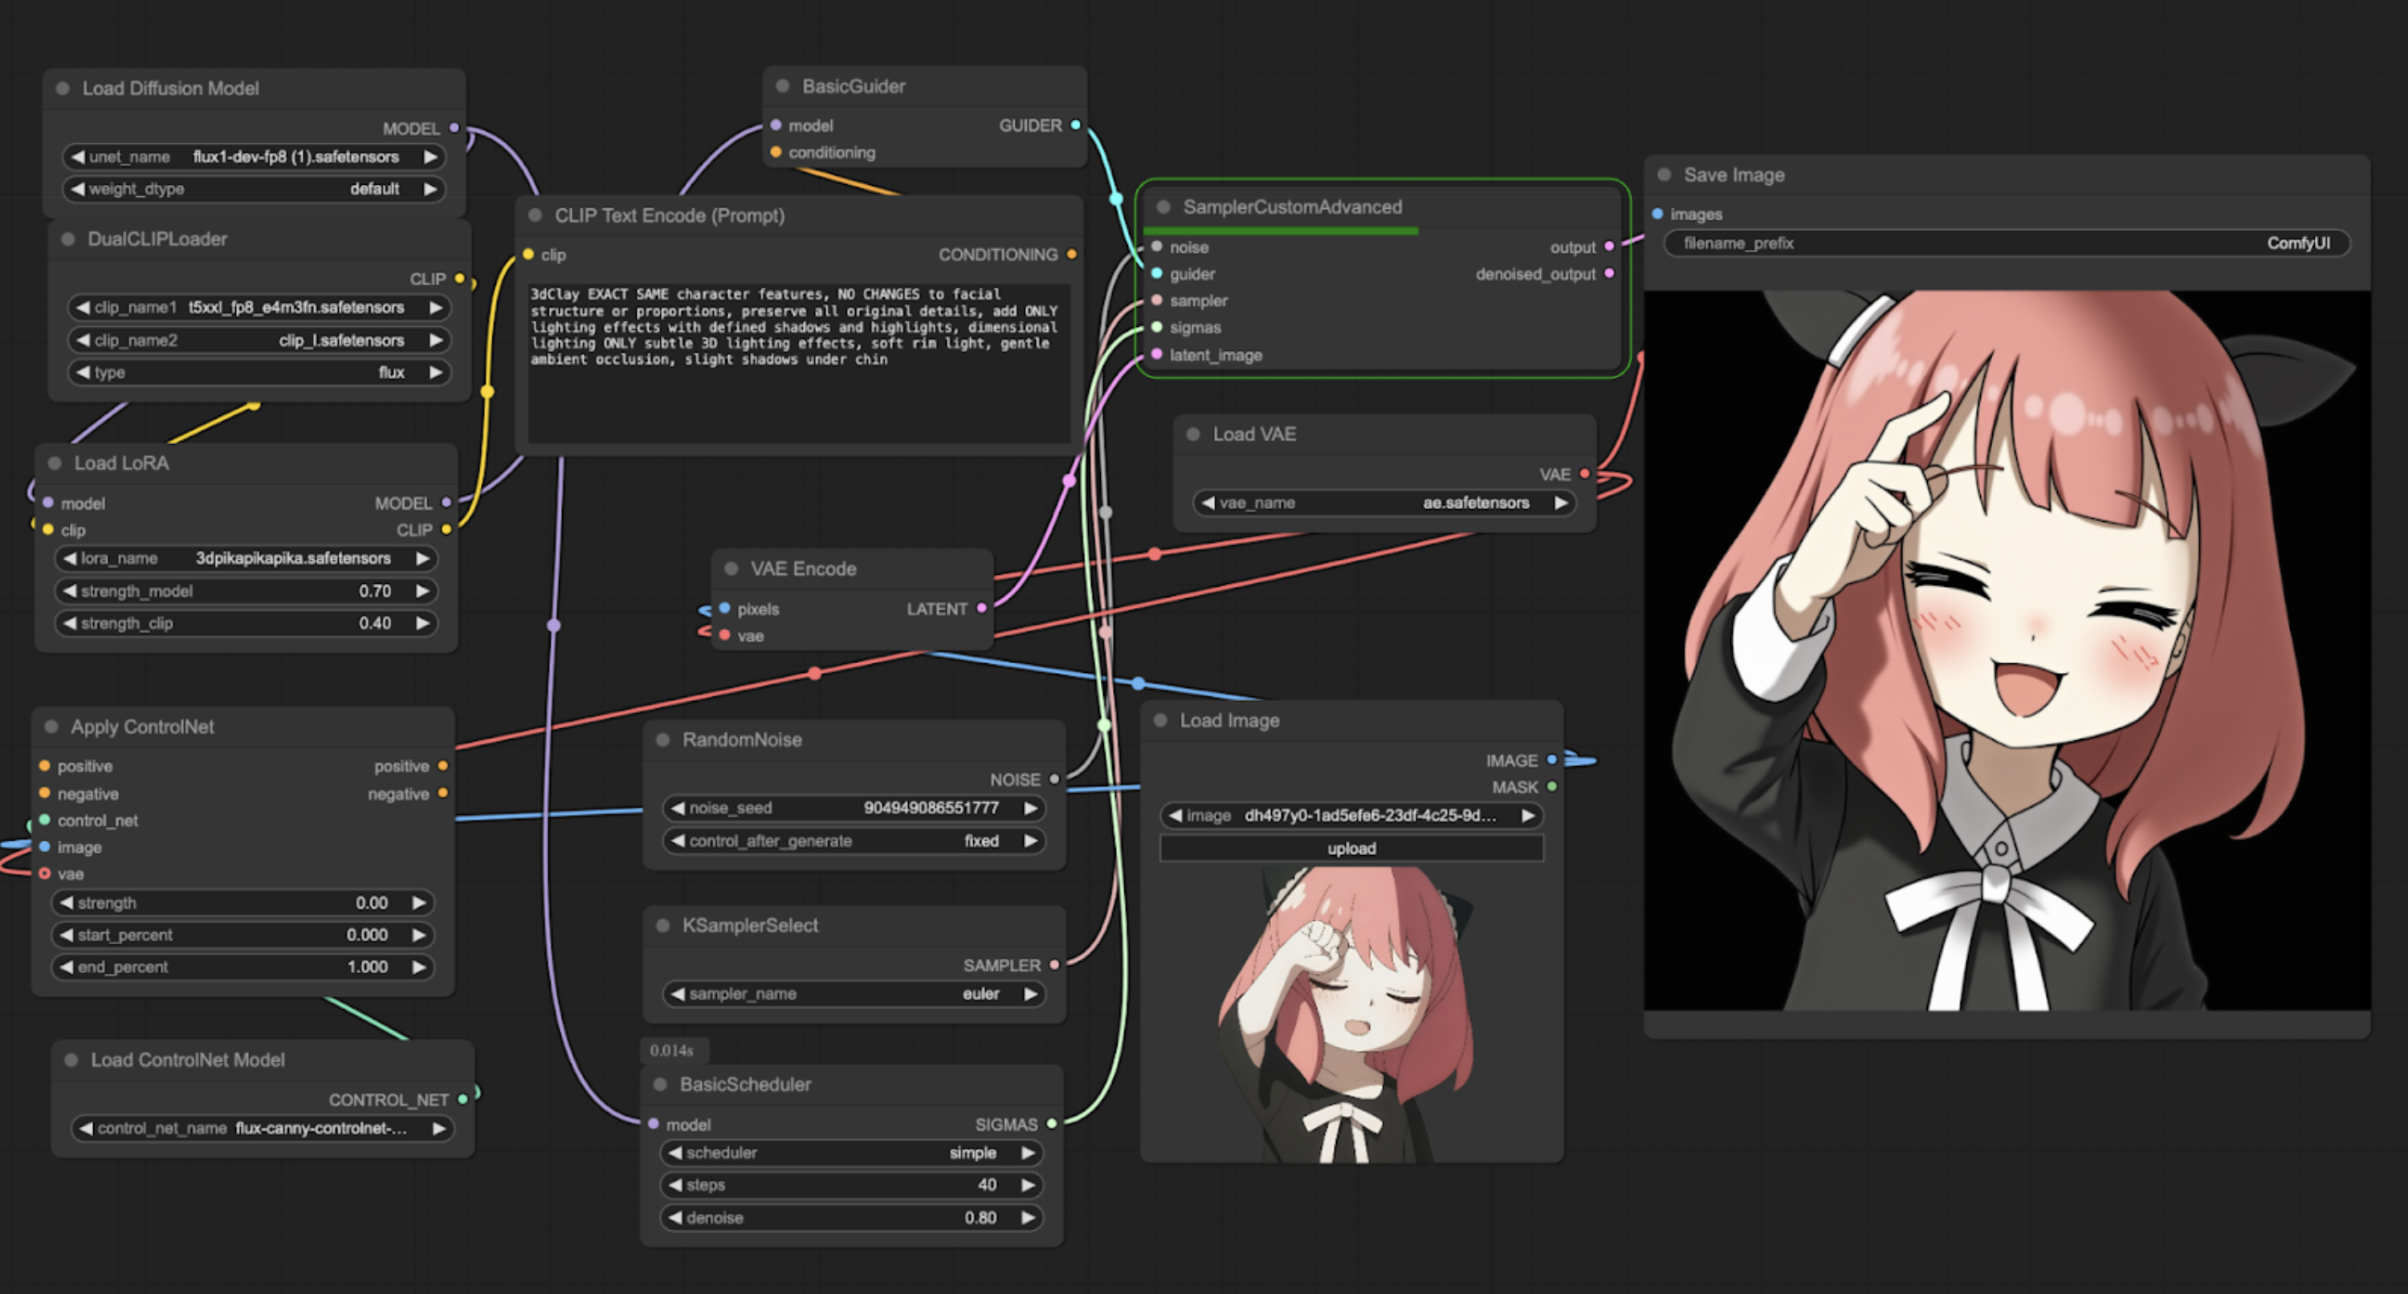 Load Diffusion Model
MODEL
unet_name flux1-dev-fp8 (1).safetensors
weight_dtype default
DualCLIPLoader
CLIP
clip_name1 t5xxl_fp8_e4m3fn.safetensors
clip_name2 clip_l.safetensors
type flux
Load LoRA
model MODEL
clip CLIP
lora_name 3dpikapikapika.safetensors
strength_model 0.70
strength_clip 0.40
Apply ControlNet
positive positive
negative negative
control_net
image
vae
strength 0.00
start_percent 0.000
end_percent 1.000
Load ControlNet Model
CONTROL_NET
control_net_name flux-canny-controlnet-...
BasicGuider
model GUIDER
conditioning
CLIP Text Encode (Prompt)
clip CONDITIONING
3dClay EXACT SAME character features, NO CHANGES to facial
structure or proportions, preserve all original details, add ONLY
lighting effects with defined shadows and highlights, dimensional
lighting ONLY subtle 3D lighting effects, soft rim light, gentle
ambient occlusion, slight shadows under chin
VAE Encode
pixels LATENT
vae
RandomNoise
NOISE
noise_seed 904949086551777
control_after_generate fixed
KSamplerSelect
SAMPLER
sampler_name euler
0.014s
BasicScheduler
model SIGMAS
scheduler simple
steps 40
denoise 0.80
SamplerCustomAdvanced
noise output
guider denoised_output
sampler
sigmas
latent_image
Load VAE
VAE
vae_name ae.safetensors
Load Image
IMAGE
MASK
image dh497y0-1ad5efe6-23df-4c25-9d...
upload
Save Image
images
filename_prefix ComfyUI